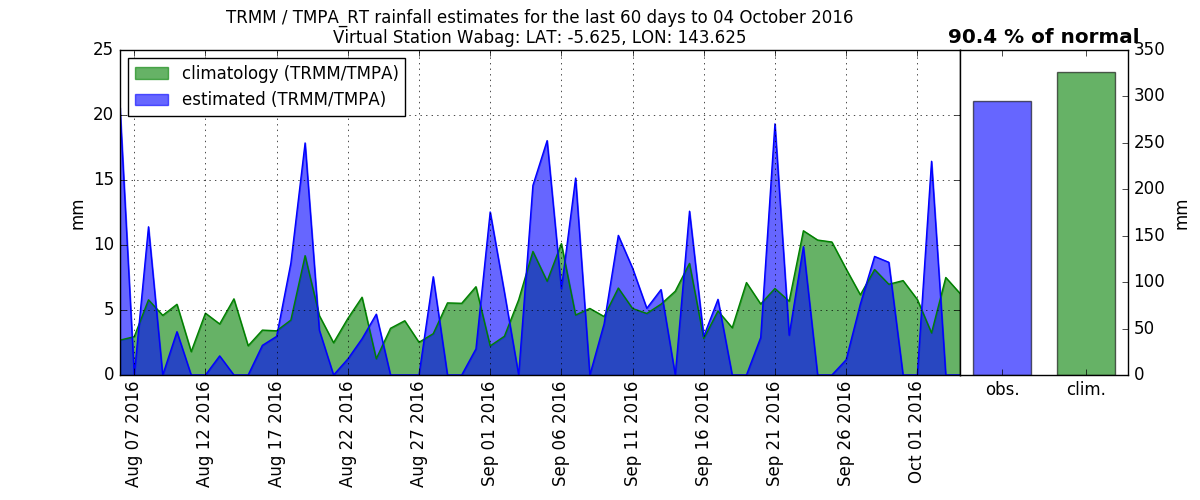 TRMM / TMPA_RT rainfall estimates for the last 60 days to 04 October 2016
Virtual Station Wabag: LAT: -5.625, LON: 143.625
90.4 % of normal
climatology (TRMM/TMPA)
estimated (TRMM/TMPA)
25
20
15
10
5
0
mm
Aug 07 2016
Aug 12 2016
Aug 17 2016
Aug 22 2016
Aug 27 2016
Sep 01 2016
Sep 06 2016
Sep 11 2016
Sep 16 2016
Sep 21 2016
Sep 26 2016
Oct 01 2016
obs.
clim.
350
300
250
200
150
100
50
0
mm